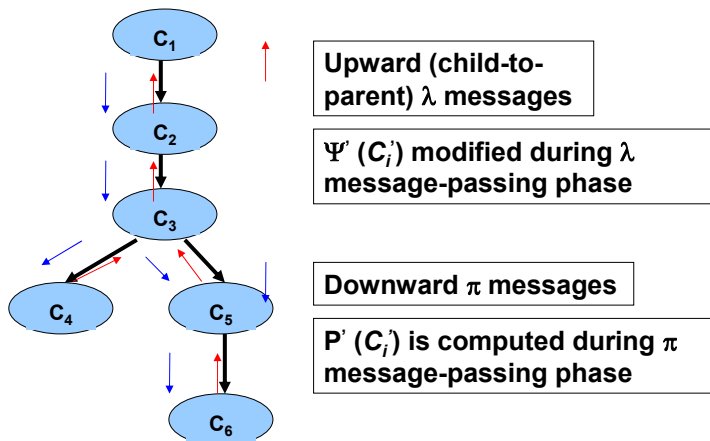 C₁
Upward (child-to-
parent) λ messages
C₂
Ψ' (Cᵢ') modified during λ
message-passing phase
C₃
Downward π messages
C₄
C₅
P' (Cᵢ') is computed during π
message-passing phase
C₆